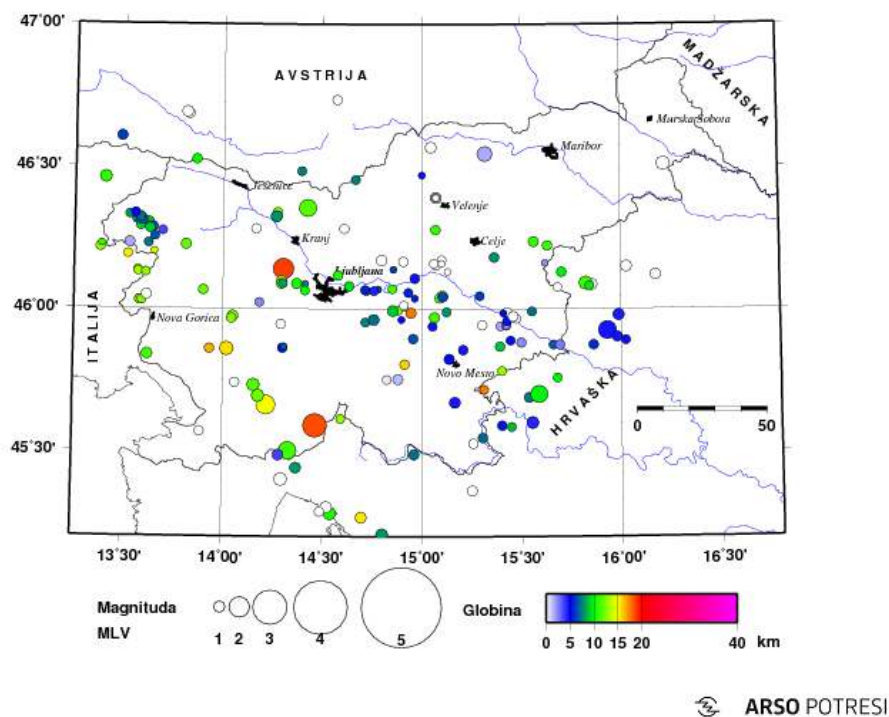 47˚00'
MADŽARSKA
AVSTRIJA
Murska Sobota
Maribor
46˚30'
Jesenice
Velenje
Kranj
Celje
Ljubljana
46˚00'
Nova Gorica
ITALIJA
Novo Mesto
HRVAŠKA
0 50
45˚30'
13˚30' 14˚00' 14˚30' 15˚00' 15˚30' 16˚00' 16˚30'
Magnituda
MLV
1 2 3 4 5
Globina
0 5 10 15 20 40 km
ARSO POTRESI